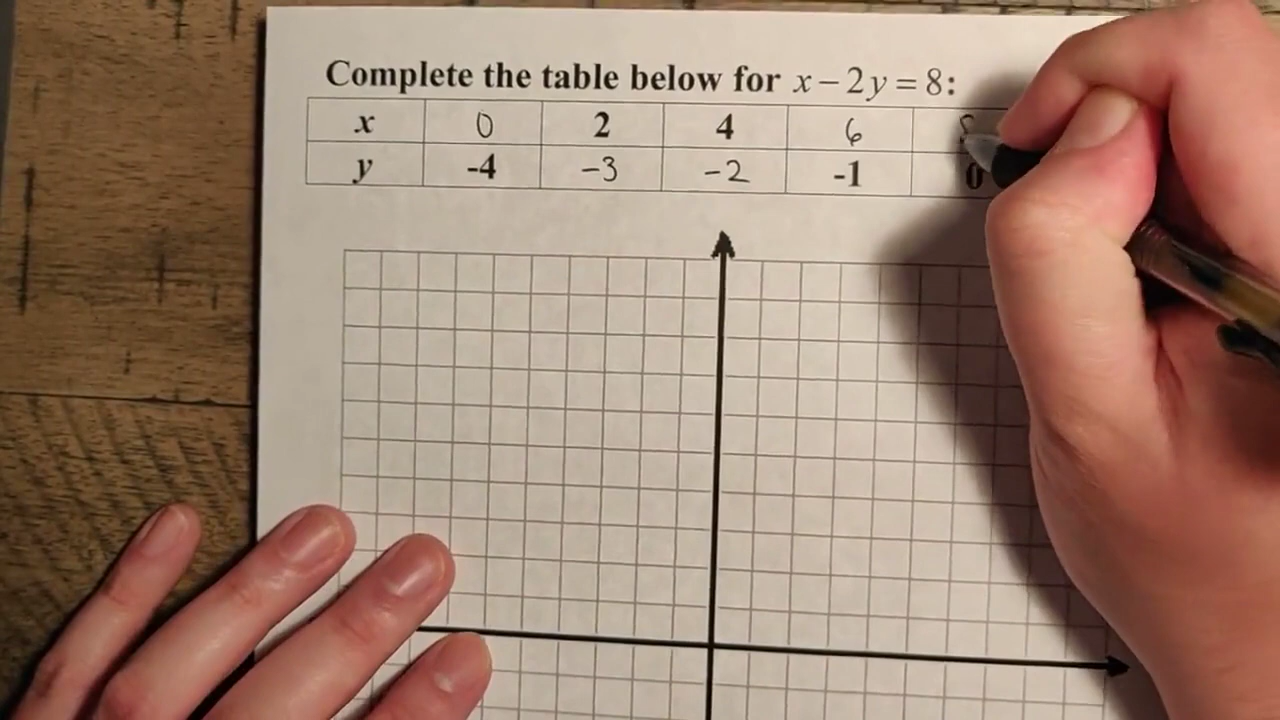 Complete the table below for x − 2y = 8:
x 0 2 4 6
y -4 -3 -2 -1 0